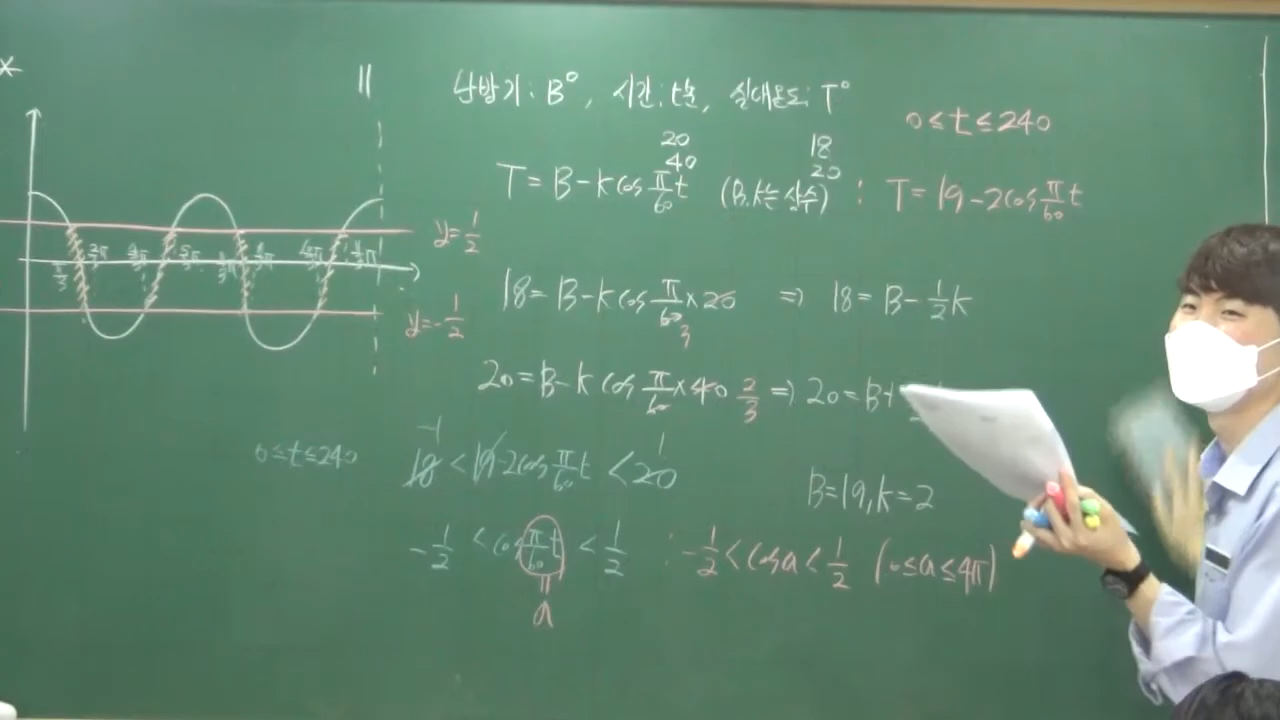 11
난방기: B°, 시간: t분, 실내온도: T°
0≤t≤240
20 18
40 20
T = B - k cos π/60 t (B, k는 상수) : T = 19 - 2cos π/60 t
y = 1/2
y = -1/2
18 = B - k cos π/60 × 20 ⇒ 18 = B - 1/2 k
3
20 = B - k cos π/60 × 40 2/3 ⇒ 20 = B +
-1 1
0≤t≤240 18 < 19 - 2cos π/60 t < 20
B = 19, k = 2
-1/2 < cos π/60 t < 1/2 : -1/2 < cos a < 1/2 (0≤a≤4π)
=
a